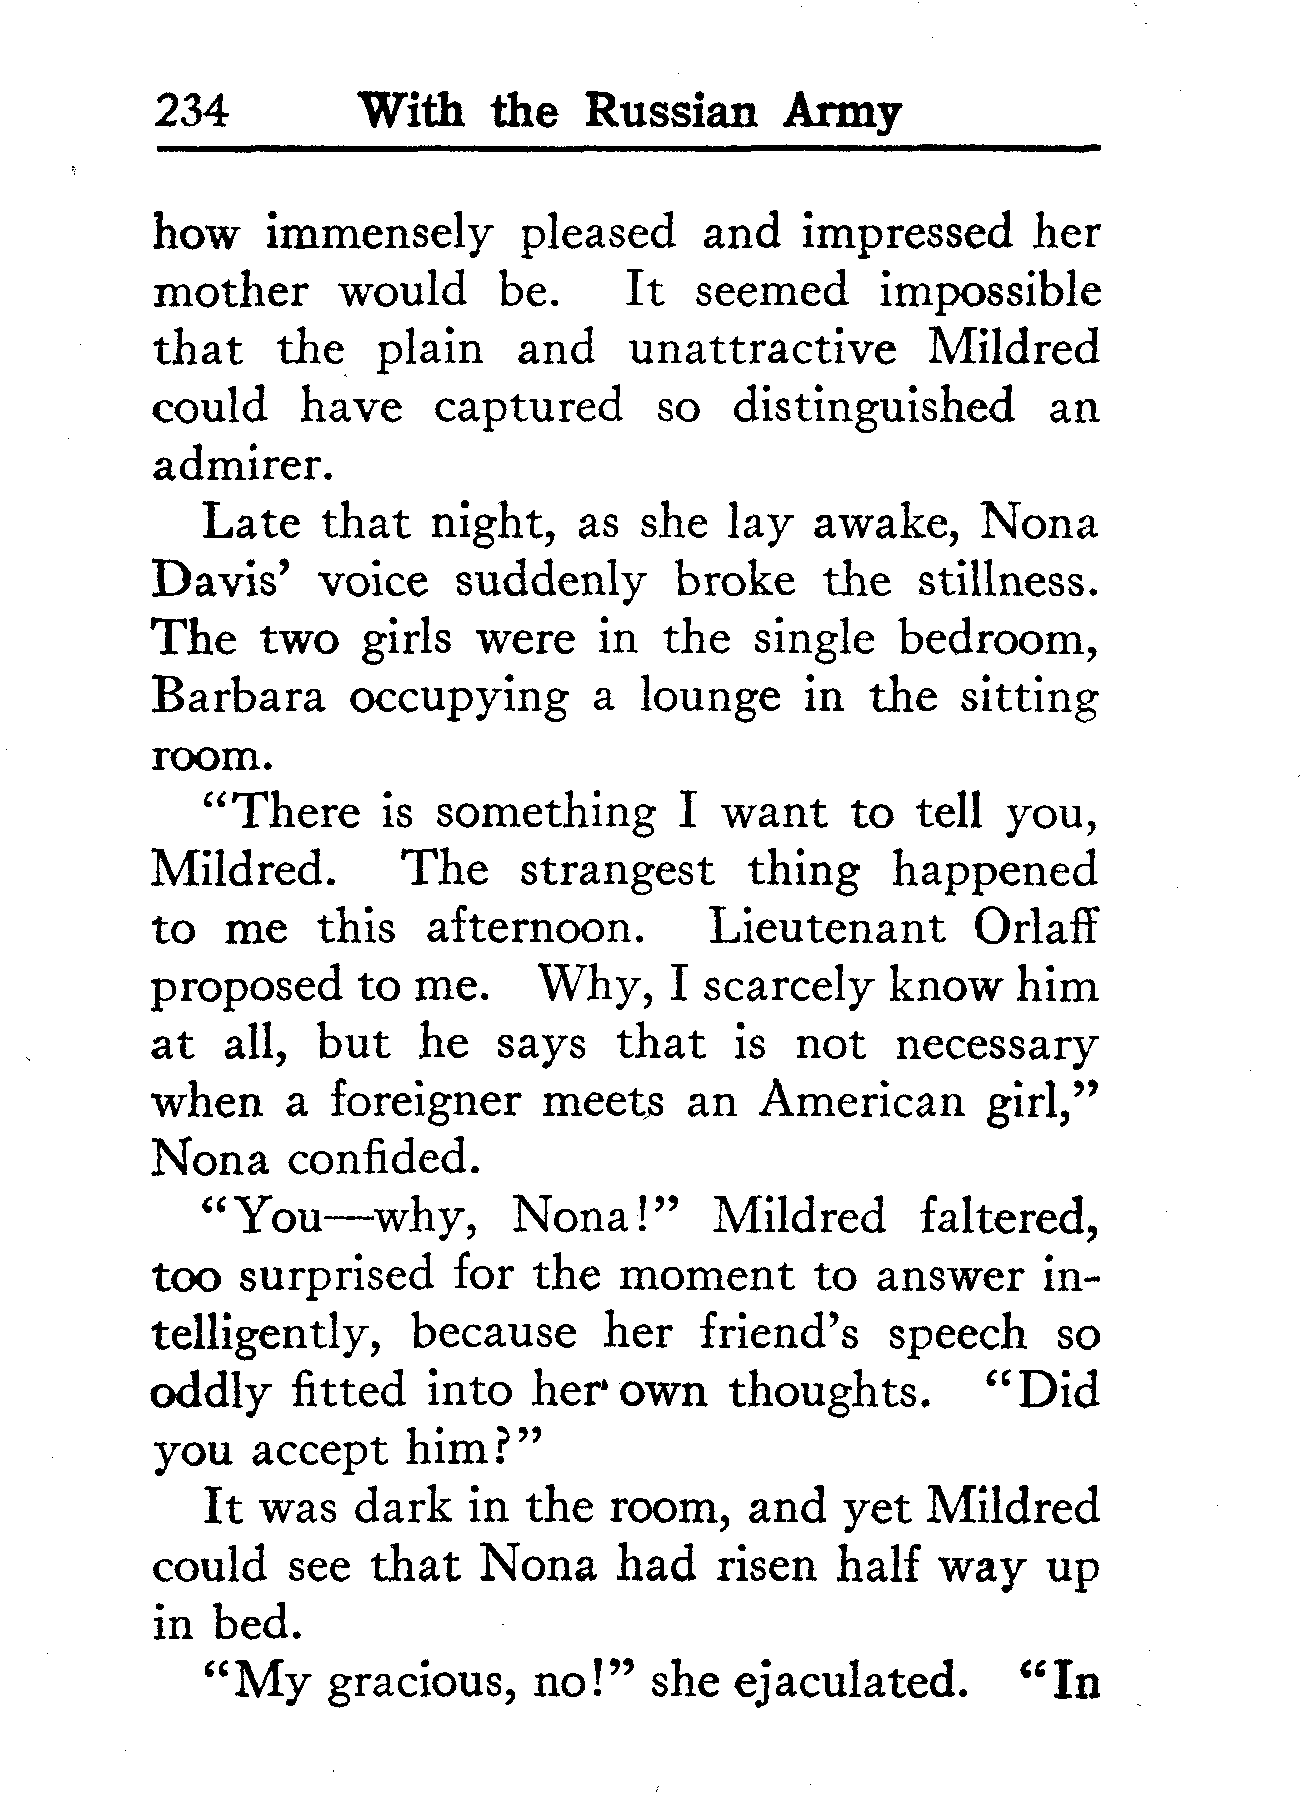 234 With the Russian Army
how immensely pleased and impressed her
mother would be. It seemed impossible
that the plain and unattractive Mildred
could have captured so distinguished an
admirer.
Late that night, as she lay awake, Nona
Davis’ voice suddenly broke the stillness.
The two girls were in the single bedroom,
Barbara occupying a lounge in the sitting
room.
“There is something I want to tell you,
Mildred. The strangest thing happened
to me this afternoon. Lieutenant Orlaff
proposed to me. Why, I scarcely know him
at all, but he says that is not necessary
when a foreigner meets an American girl,”
Nona confided.
“You—why, Nona!” Mildred faltered,
too surprised for the moment to answer in-
telligently, because her friend’s speech so
oddly fitted into her own thoughts. “Did
you accept him?”
It was dark in the room, and yet Mildred
could see that Nona had risen half way up
in bed.
“My gracious, no!” she ejaculated. “In